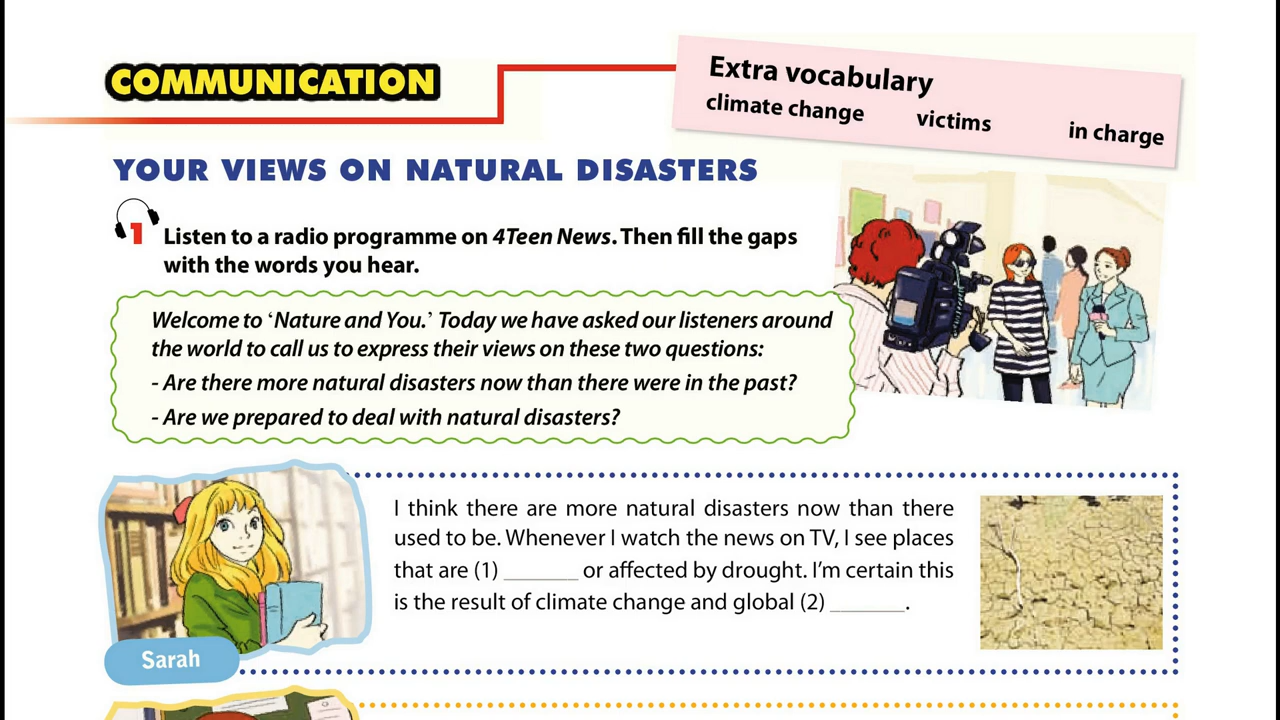 COMMUNICATION
Extra vocabulary
climate change victims in charge
YOUR VIEWS ON NATURAL DISASTERS
1 Listen to a radio programme on 4Teen News. Then fill the gaps
with the words you hear.
Welcome to ‘Nature and You.’ Today we have asked our listeners around
the world to call us to express their views on these two questions:
- Are there more natural disasters now than there were in the past?
- Are we prepared to deal with natural disasters?
I think there are more natural disasters now than there
used to be. Whenever I watch the news on TV, I see places
that are (1) _______ or affected by drought. I’m certain this
is the result of climate change and global (2) _______.
Sarah